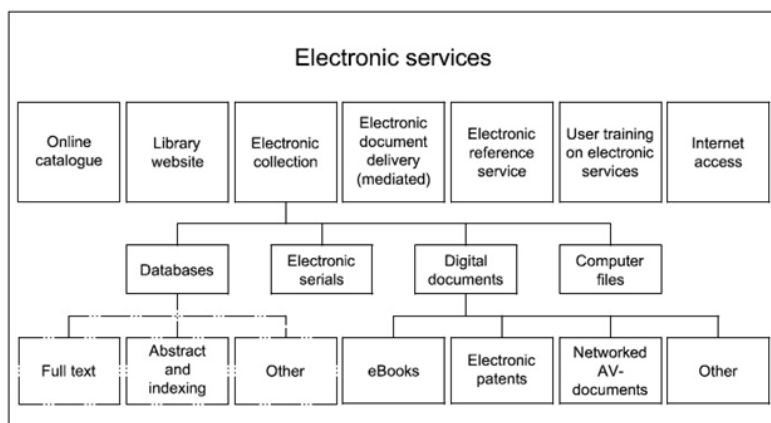 Electronic services
Online
catalogue
Library
website
Electronic
collection
Electronic
document
delivery
(mediated)
Electronic
reference
service
User training
on electronic
services
Internet
access
Databases
Electronic
serials
Digital
documents
Computer
files
Full text
Abstract
and
indexing
Other
eBooks
Electronic
patents
Networked
AV-
documents
Other